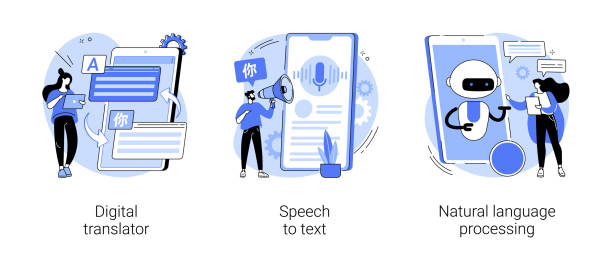 A
你
Digital
translator
你
Speech
to text
Natural language
processing